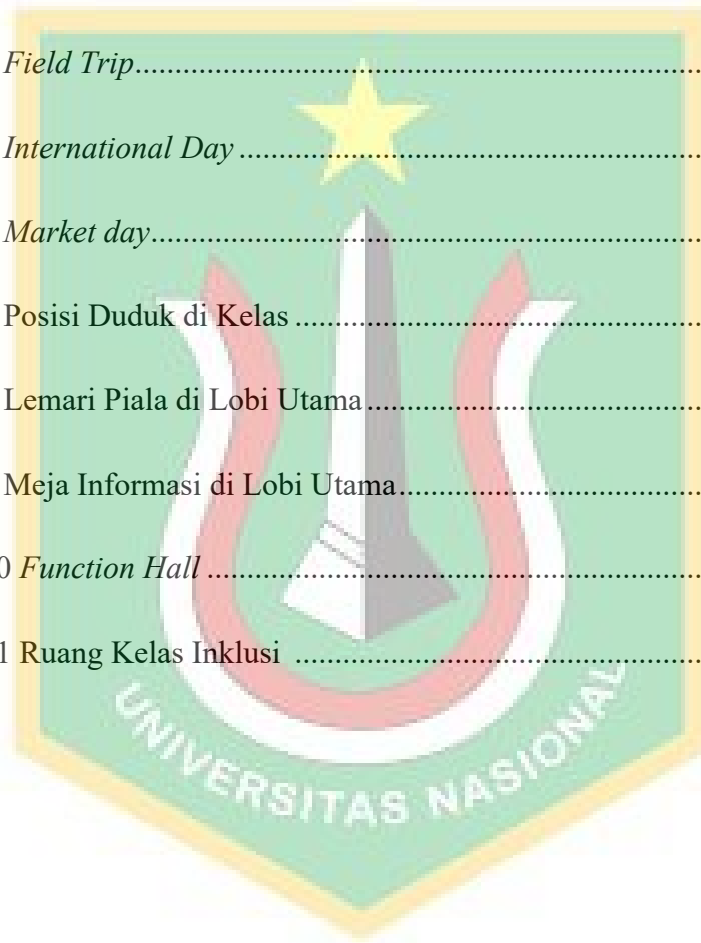 Field Trip..........................................................................
International Day..........................................................
Market day.....................................................................
Posisi Duduk di Kelas...................................................
Lemari Piala di Lobi Utama..........................................
Meja Informasi di Lobi Utama......................................
0 Function Hall..............................................................
1 Ruang Kelas Inklusi ...................................................
UNIVERSITAS NASIONAL